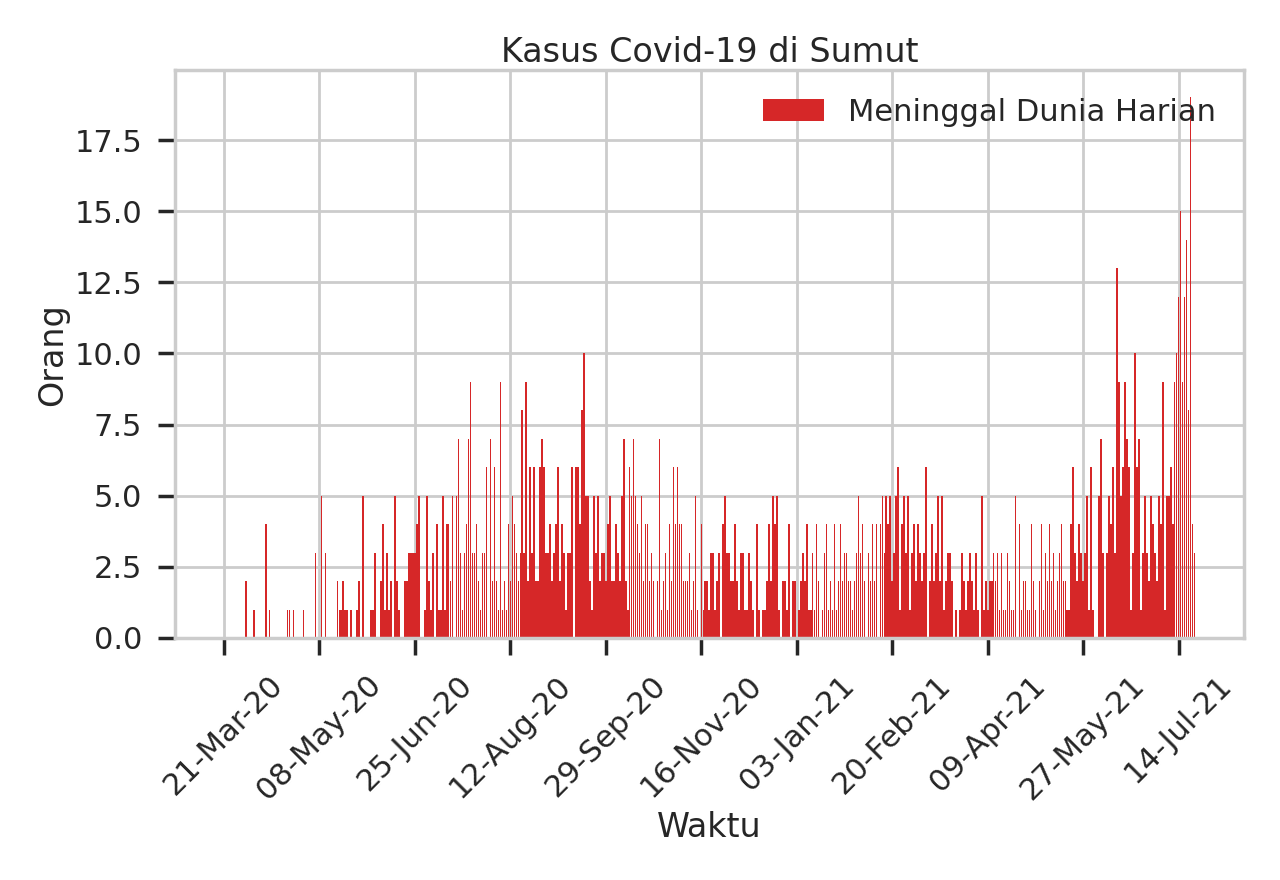 Kasus Covid-19 di Sumut
Meninggal Dunia Harian
17.5
15.0
12.5
10.0
7.5
5.0
2.5
0.0
Orang
21-Mar-20
08-May-20
25-Jun-20
12-Aug-20
29-Sep-20
16-Nov-20
03-Jan-21
20-Feb-21
09-Apr-21
27-May-21
14-Jul-21
Waktu